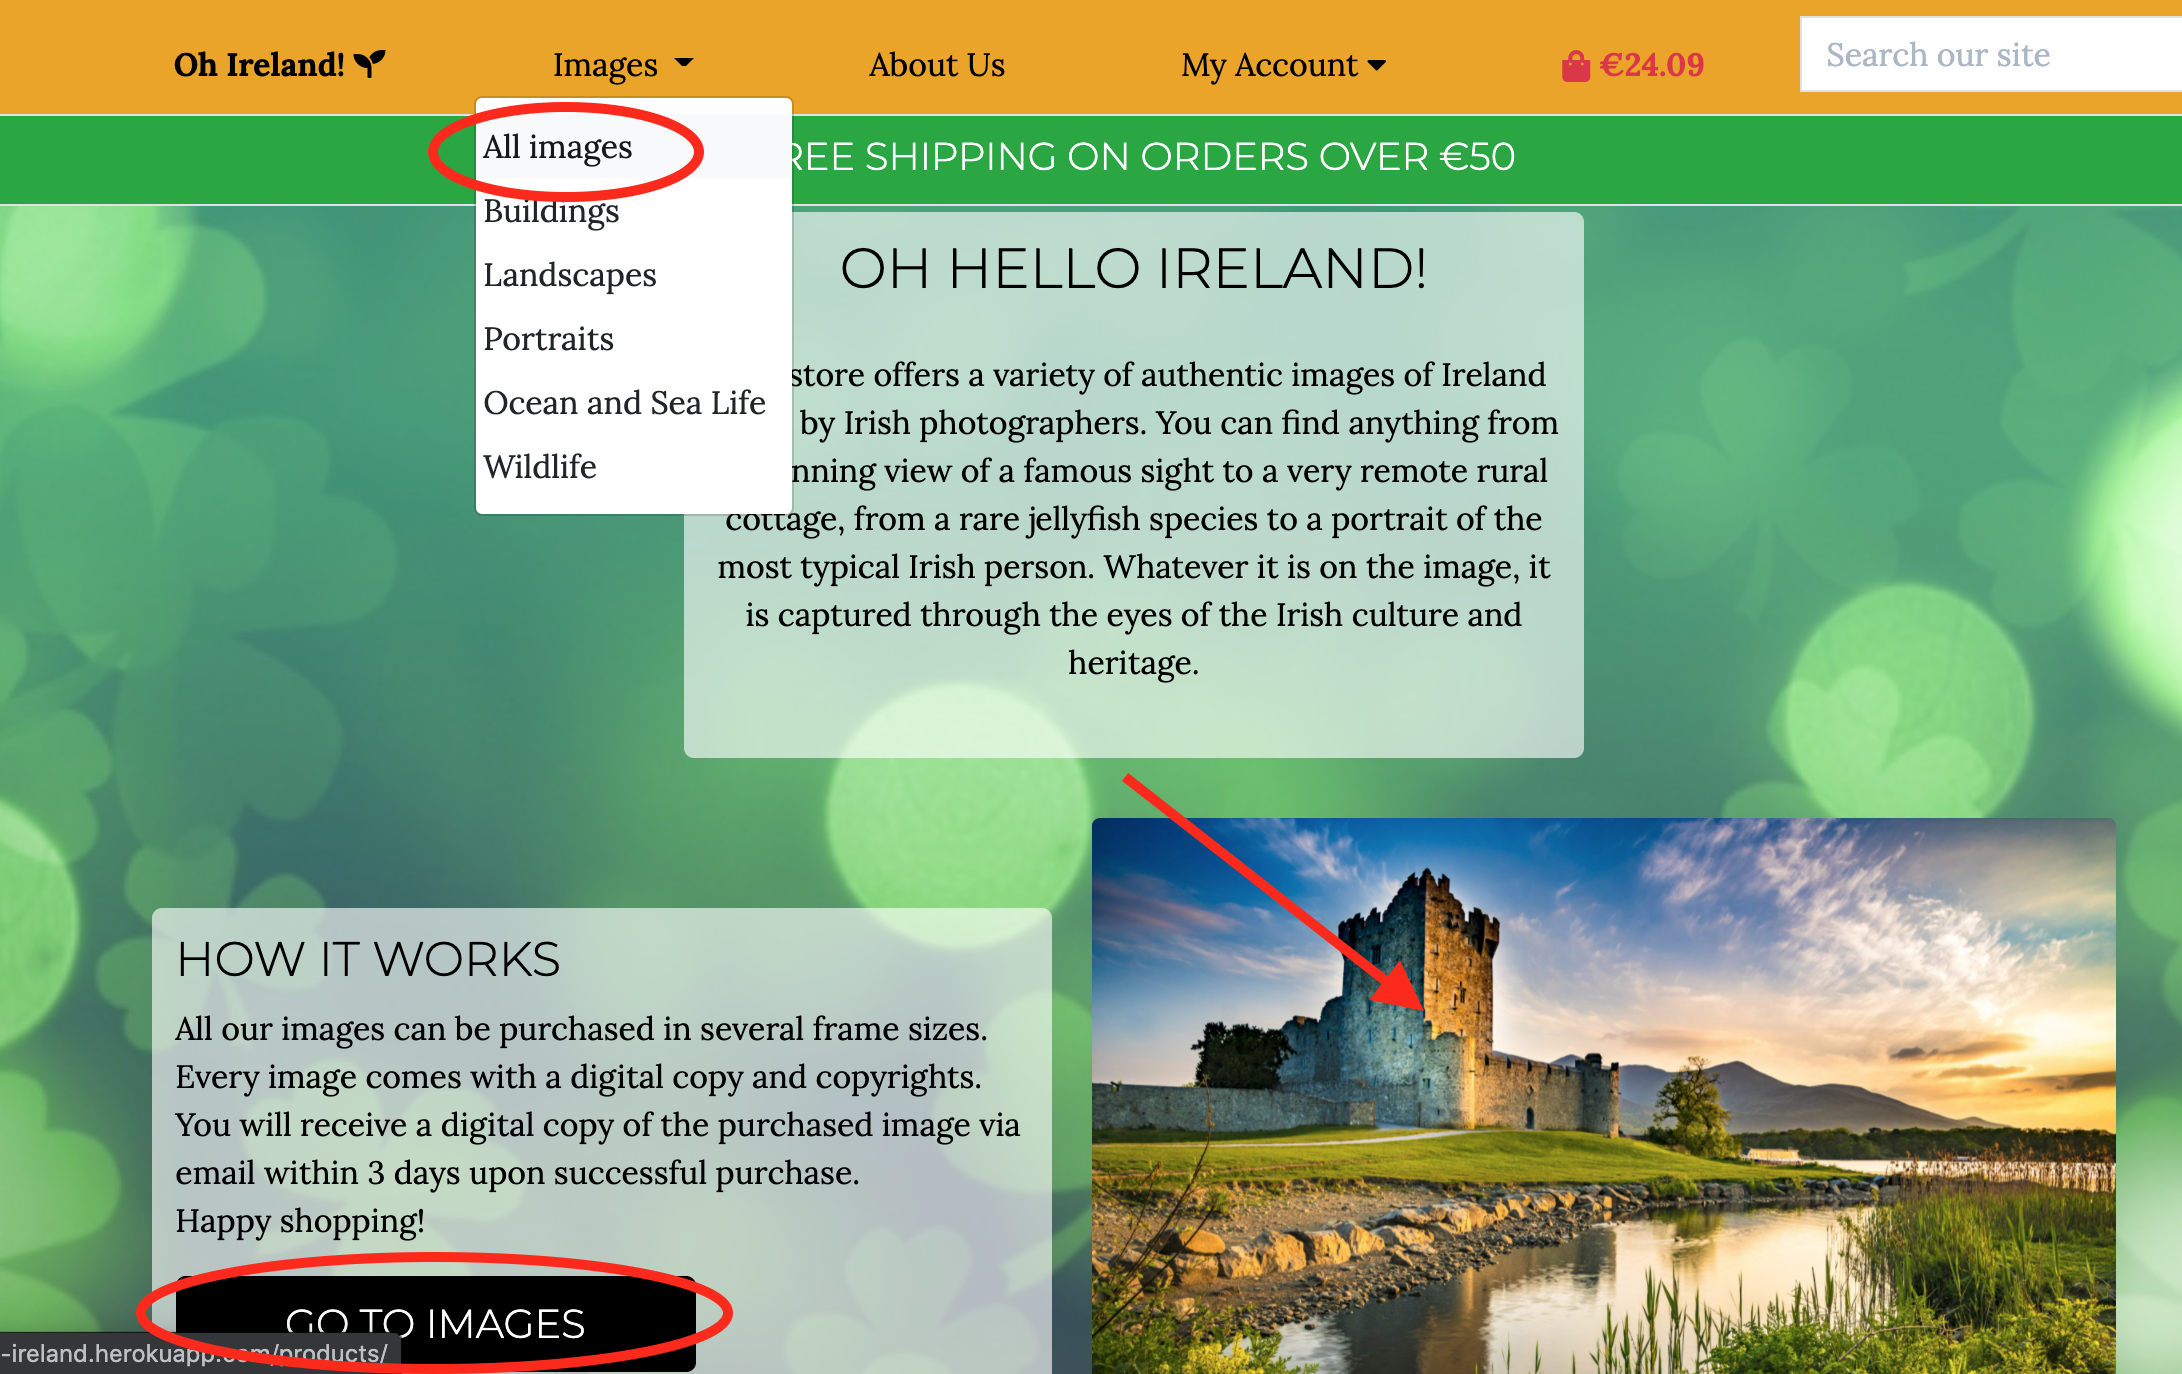 Oh Ireland!
Images
About Us
My Account
€24.09
Search our site
All images
Buildings
Landscapes
Portraits
Ocean and Sea Life
Wildlife
REE SHIPPING ON ORDERS OVER €50
OH HELLO IRELAND!
store offers a variety of authentic images of Ireland
by Irish photographers. You can find anything from
nning view of a famous sight to a very remote rural
cottage, from a rare jellyfish species to a portrait of the
most typical Irish person. Whatever it is on the image, it
is captured through the eyes of the Irish culture and
heritage.
HOW IT WORKS
All our images can be purchased in several frame sizes.
Every image comes with a digital copy and copyrights.
You will receive a digital copy of the purchased image via
email within 3 days upon successful purchase.
Happy shopping!
GO TO IMAGES
-ireland.herokuapp.com/products/